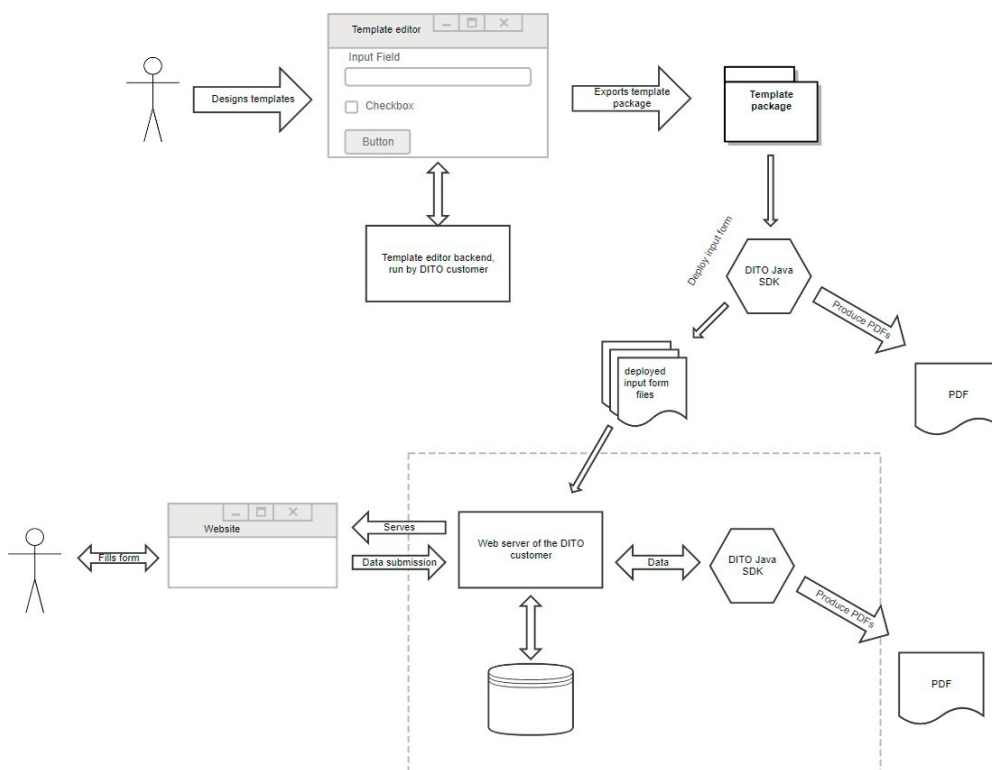 Template editor
Input Field
Checkbox
Button
Designs templates
Exports template
package
Template
package
Template editor backend,
run by DITO customer
Deploy input form
DITO Java
SDK
Produce PDFs
deployed
input form
files
PDF
Website
Fills form
Serves
Data submission
Web server of the DITO
customer
Data
DITO Java
SDK
Produce PDFs
PDF